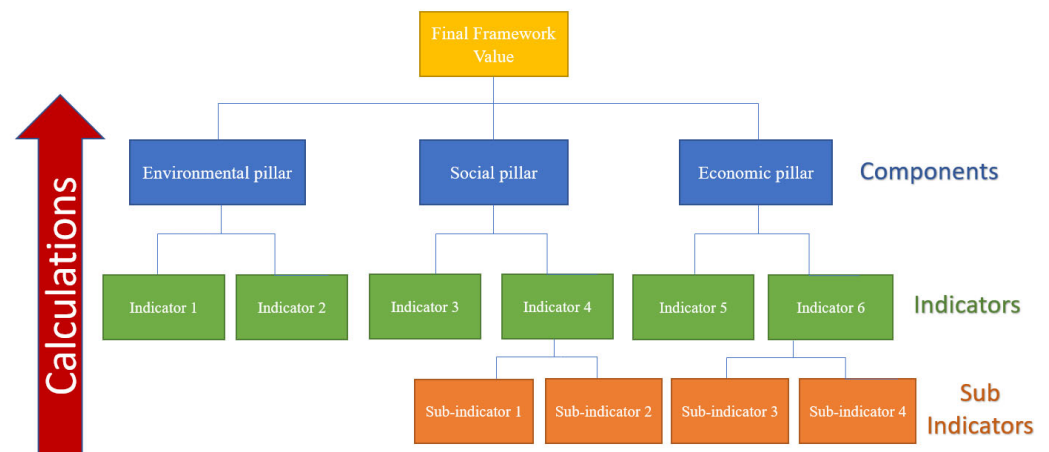 Final Framework
Value
Calculations
Environmental pillar
Social pillar
Economic pillar
Components
Indicator 1
Indicator 2
Indicator 3
Indicator 4
Indicator 5
Indicator 6
Indicators
Sub-indicator 1
Sub-indicator 2
Sub-indicator 3
Sub-indicator 4
Sub
Indicators